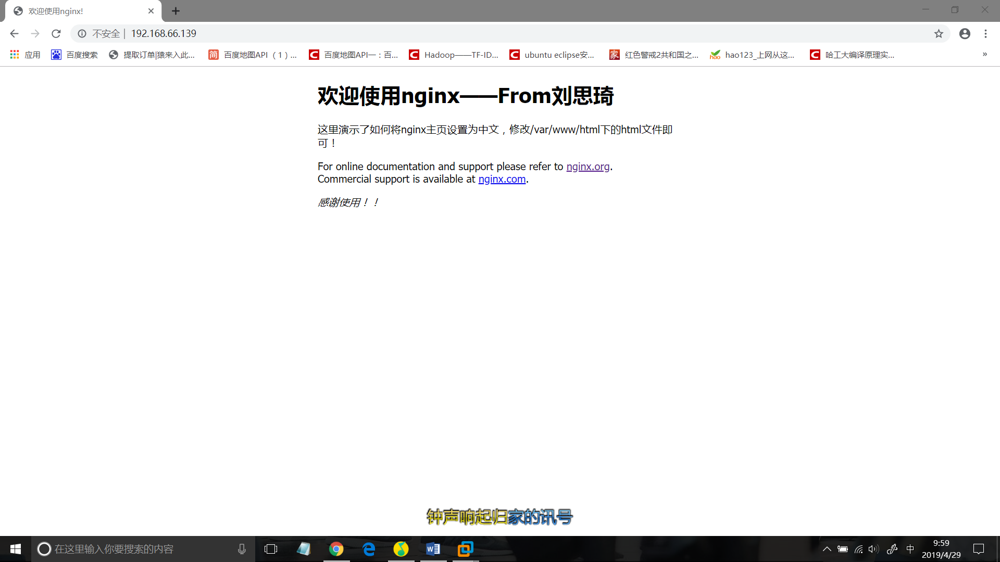 欢迎使用nginx!
不安全 | 192.168.66.139
应用 百度搜索 提取订单|猿来入此... 简 百度地图API（1）... 百度地图API一：百... Hadoop——TF-ID... ubuntu eclipse安... 家 红色警戒2共和国之... hao hao123_上网从这... 哈工大编译原理实... »
欢迎使用nginx——From刘思琦
这里演示了如何将nginx主页设置为中文，修改/var/www/html下的html文件即
可！
For online documentation and support please refer to nginx.org.
Commercial support is available at nginx.com.
感谢使用！！
钟声响起归家的讯号
在这里输入你要搜索的内容
中
9:59
2019/4/29